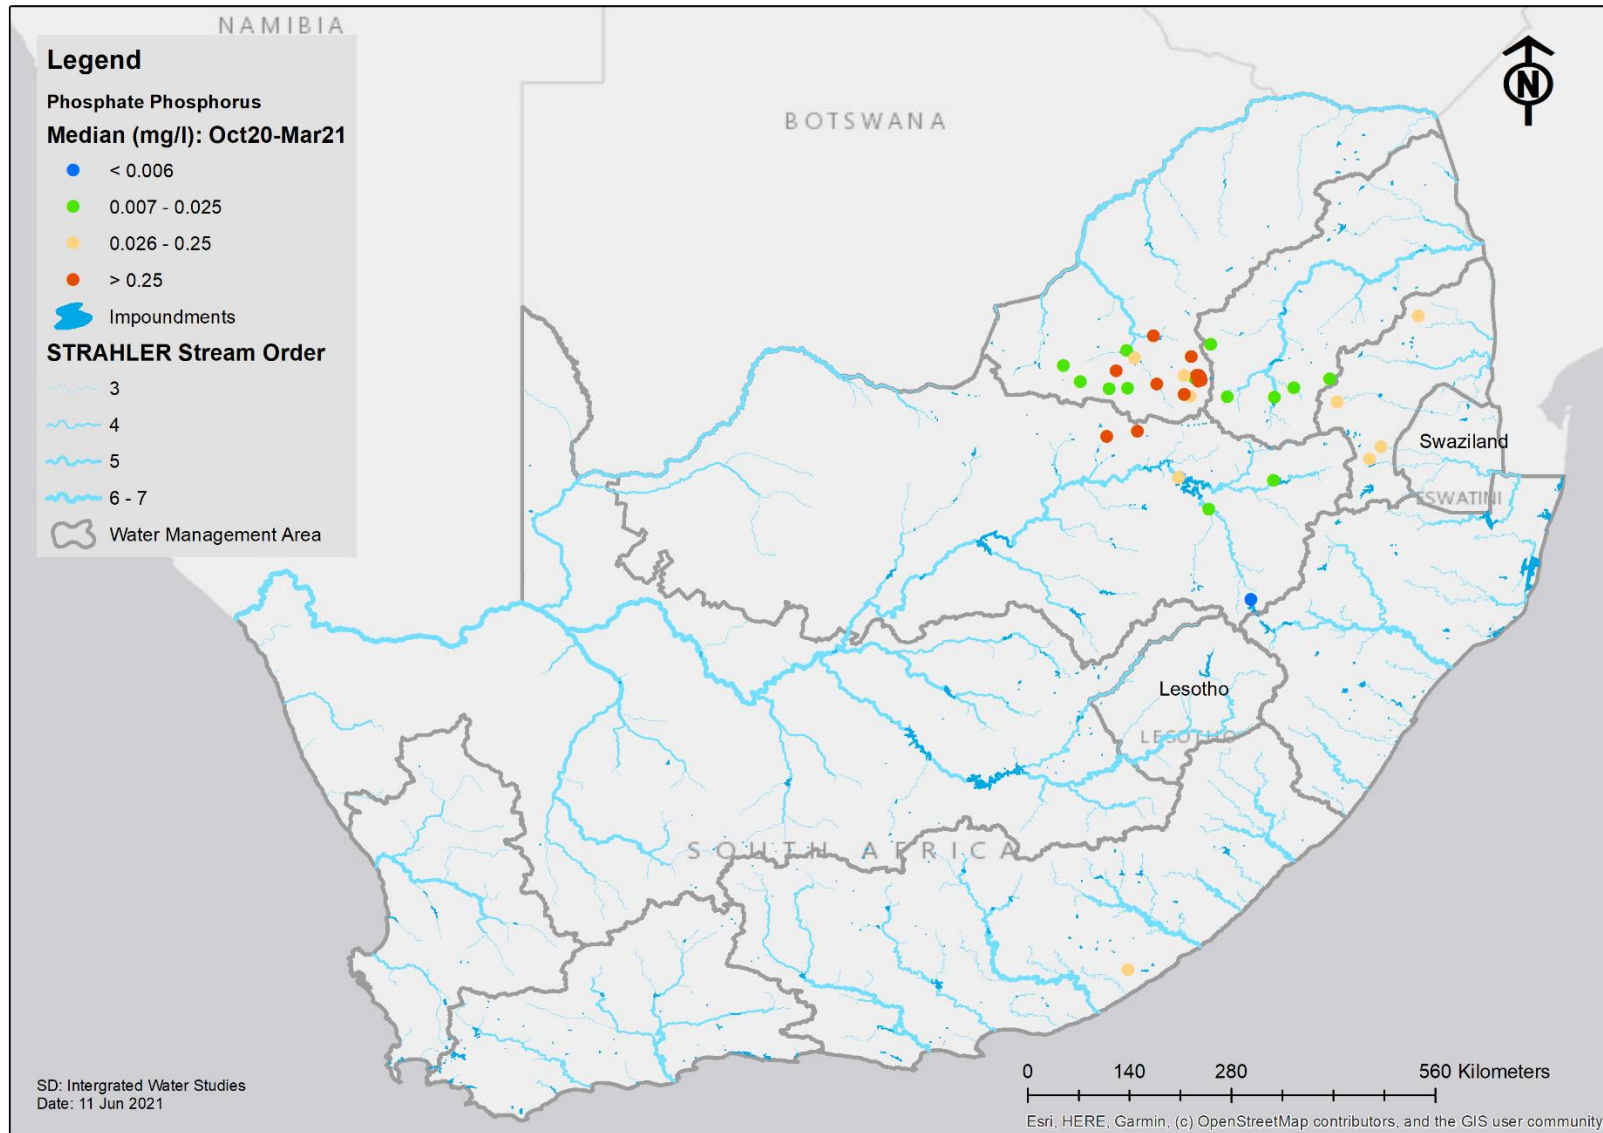 NAMIBIA
Legend
Phosphate Phosphorus
Median (mg/l): Oct20-Mar21
< 0.006
0.007 - 0.025
0.026 - 0.25
> 0.25
Impoundments
STRAHLER Stream Order
3
4
5
6 - 7
Water Management Area
BOTSWANA
N
Swaziland
ESWATINI
Lesotho
LESOTHO
SOUTH AFRICA
SD: Intergrated Water Studies
Date: 11 Jun 2021
0 140 280 560 Kilometers
Esri, HERE, Garmin, (c) OpenStreetMap contributors, and the GIS user community